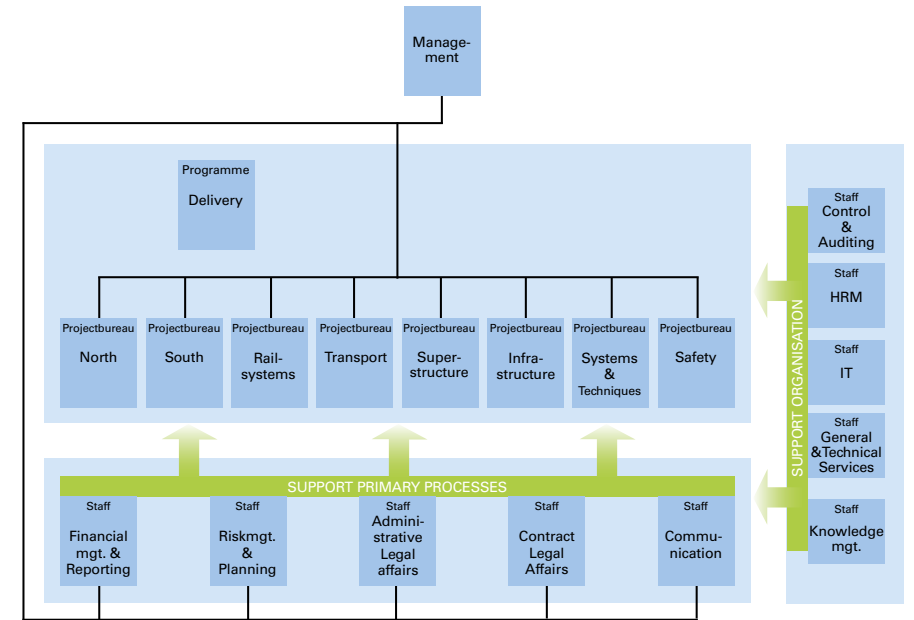 Manage-
ment
Programme
Delivery
Projectbureau
North
Projectbureau
South
Projectbureau
Rail-
systems
Projectbureau
Transport
Projectbureau
Super-
structure
Projectbureau
Infra-
structure
Projectbureau
Systems
&
Techniques
Projectbureau
Safety
SUPPORT PRIMARY PROCESSES
Staff
Financial
mgt. &
Reporting
Staff
Riskmgt.
&
Planning
Staff
Admini-
strative
Legal
affairs
Staff
Contract
Legal
Affairs
Staff
Commu-
nication
SUPPORT ORGANISATION
Staff
Control
&
Auditing
Staff
HRM
Staff
IT
Staff
General
&Technical
Services
Staff
Knowledge
mgt.